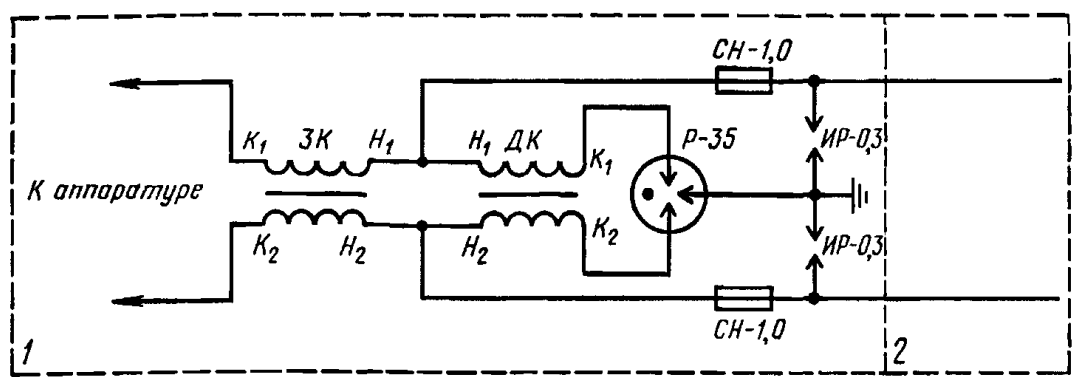 СН-1,0
К₁ ЗК Н₁ Н₁ ДК К₁ Р-35 ИР-0,3
К аппаратуре
К₂ Н₂ Н₂ К₂ ИР-0,3
СН-1,0
1 2